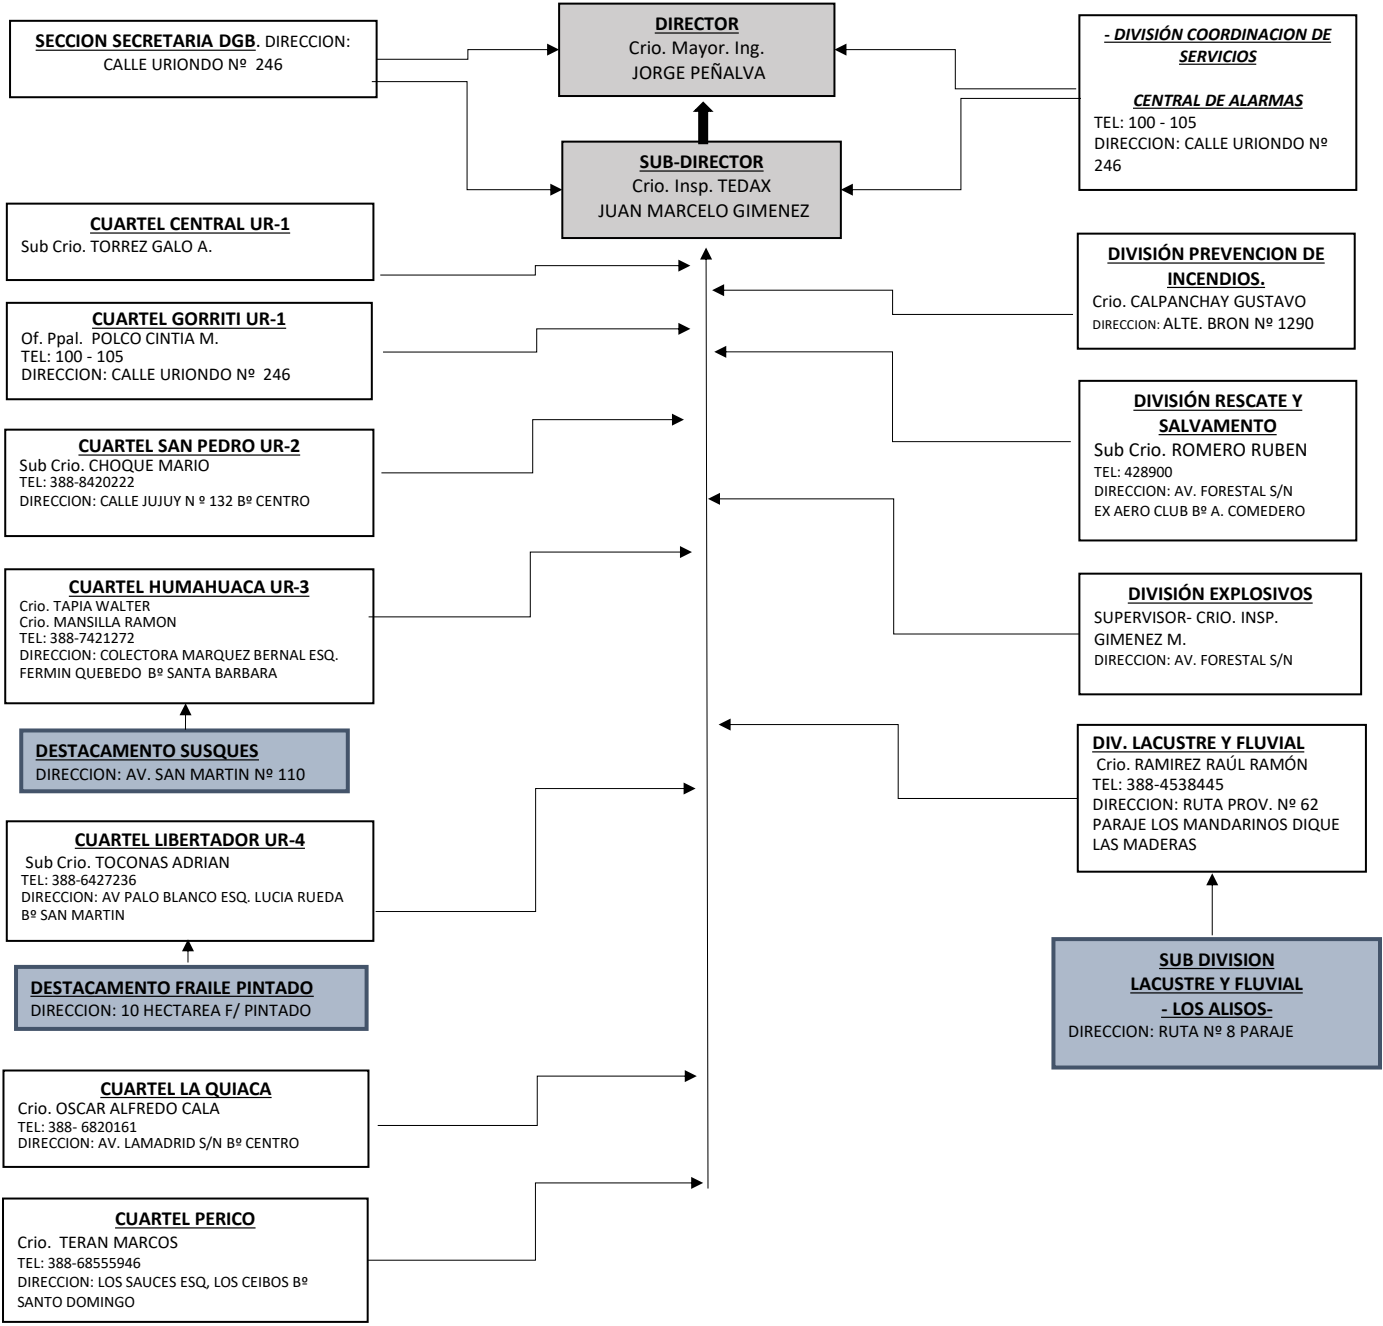 SECCION SECRETARIA DGB. DIRECCION:
CALLE URIONDO Nº 246
DIRECTOR
Crio. Mayor. Ing.
JORGE PEÑALVA
- DIVISIÓN COORDINACION DE
SERVICIOS
CENTRAL DE ALARMAS
TEL: 100 - 105
DIRECCION: CALLE URIONDO Nº
246
SUB-DIRECTOR
Crio. Insp. TEDAX
JUAN MARCELO GIMENEZ
CUARTEL CENTRAL UR-1
Sub Crio. TORREZ GALO A.
CUARTEL GORRITI UR-1
Of. Ppal. POLCO CINTIA M.
TEL: 100 - 105
DIRECCION: CALLE URIONDO Nº 246
CUARTEL SAN PEDRO UR-2
Sub Crio. CHOQUE MARIO
TEL: 388-8420222
DIRECCION: CALLE JUJUY N º 132 Bº CENTRO
CUARTEL HUMAHUACA UR-3
Crio. TAPIA WALTER
Crio. MANSILLA RAMON
TEL: 388-7421272
DIRECCION: COLECTORA MARQUEZ BERNAL ESQ.
FERMIN QUEBEDO Bº SANTA BARBARA
DESTACAMENTO SUSQUES
DIRECCION: AV. SAN MARTIN Nº 110
CUARTEL LIBERTADOR UR-4
Sub Crio. TOCONAS ADRIAN
TEL: 388-6427236
DIRECCION: AV PALO BLANCO ESQ. LUCIA RUEDA
Bº SAN MARTIN
DESTACAMENTO FRAILE PINTADO
DIRECCION: 10 HECTAREA F/ PINTADO
CUARTEL LA QUIACA
Crio. OSCAR ALFREDO CALA
TEL: 388- 6820161
DIRECCION: AV. LAMADRID S/N Bº CENTRO
CUARTEL PERICO
Crio. TERAN MARCOS
TEL: 388-68555946
DIRECCION: LOS SAUCES ESQ, LOS CEIBOS Bº
SANTO DOMINGO
DIVISIÓN PREVENCION DE
INCENDIOS.
Crio. CALPANCHAY GUSTAVO
DIRECCION: ALTE. BRON Nº 1290
DIVISIÓN RESCATE Y
SALVAMENTO
Sub Crio. ROMERO RUBEN
TEL: 428900
DIRECCION: AV. FORESTAL S/N
EX AERO CLUB Bº A. COMEDERO
DIVISIÓN EXPLOSIVOS
SUPERVISOR- CRIO. INSP.
GIMENEZ M.
DIRECCION: AV. FORESTAL S/N
DIV. LACUSTRE Y FLUVIAL
Crio. RAMIREZ RAÚL RAMÓN
TEL: 388-4538445
DIRECCION: RUTA PROV. Nº 62
PARAJE LOS MANDARINOS DIQUE
LAS MADERAS
SUB DIVISION
LACUSTRE Y FLUVIAL
- LOS ALISOS-
DIRECCION: RUTA Nº 8 PARAJE